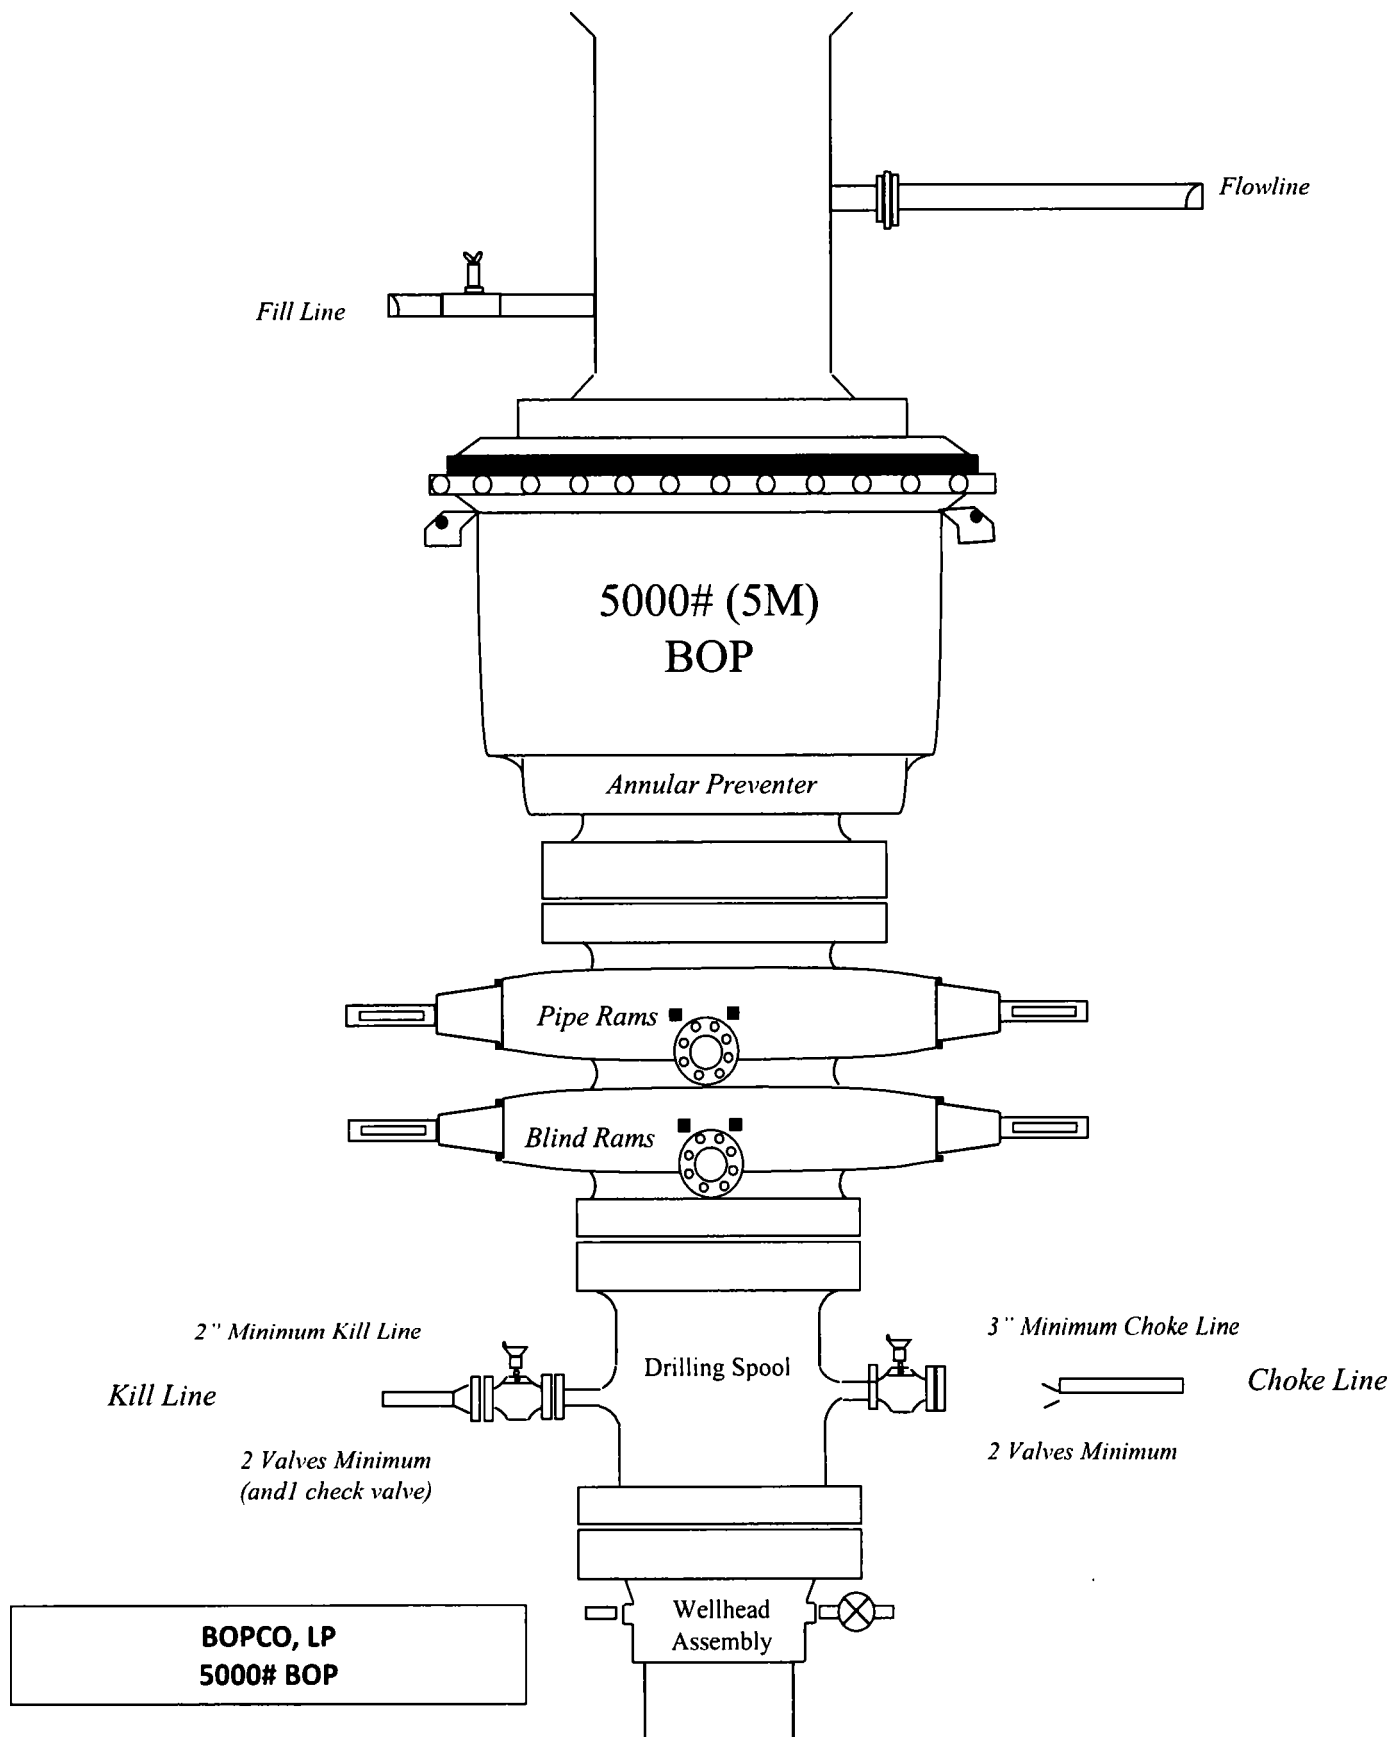 Flowline
Fill Line
5000# (5M)
BOP
Annular Preventer
Pipe Rams
Blind Rams
2" Minimum Kill Line
3" Minimum Choke Line
Drilling Spool
Kill Line
Choke Line
2 Valves Minimum
(and1 check valve)
2 Valves Minimum
Wellhead
Assembly
BOPCO, LP
5000# BOP